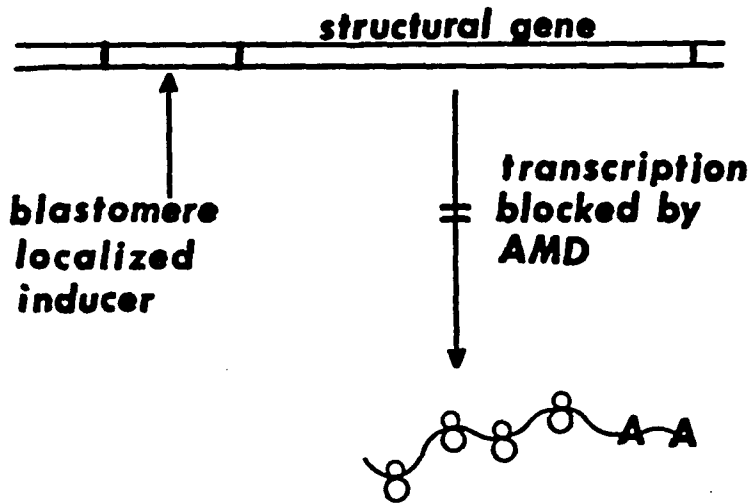 structural gene
blastomere
localized
inducer
transcription
blocked by
AMD
A A